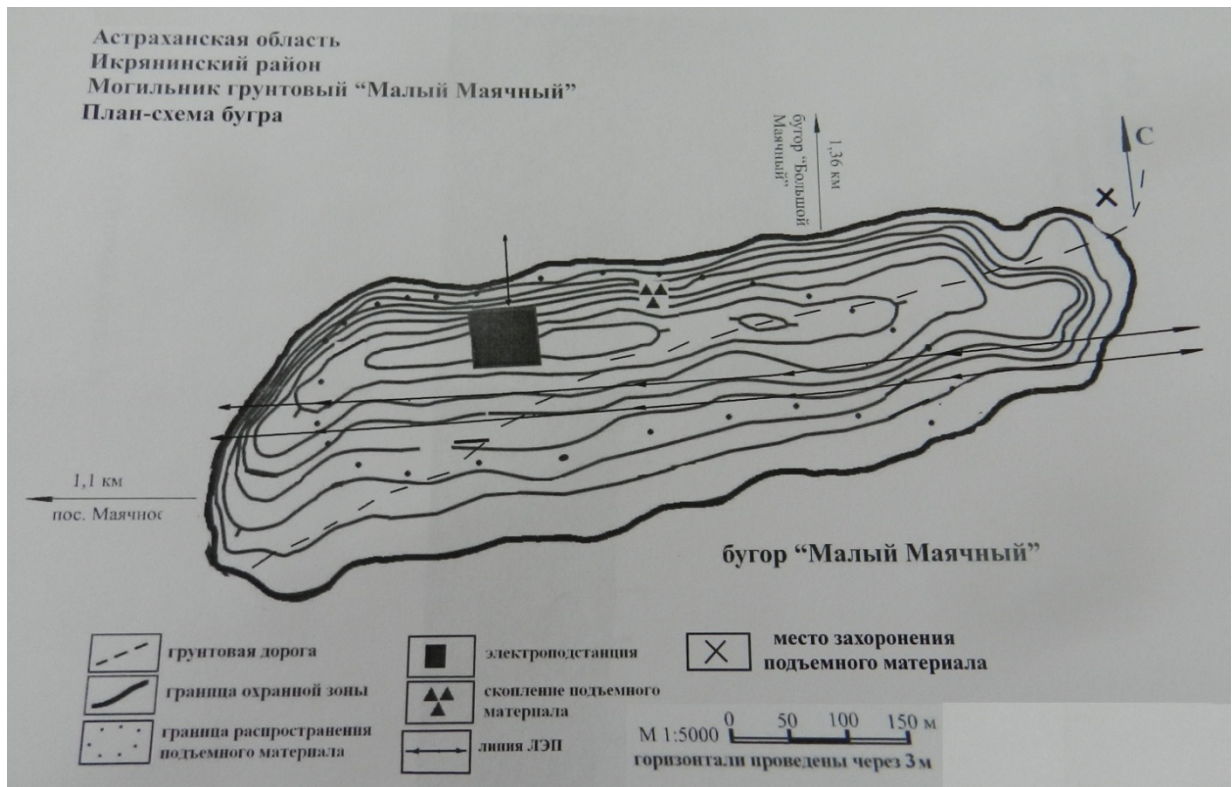 Астраханская область
Икрянинский район
Могильник грунтовый “Малый Маячный”
План-схема бугра
бугор “Большой
Маячный”
1,36 км
С
1,1 км
пос. Маячнос
бугор “Малый Маячный”
грунтовая дорога
граница охранной зоны
граница распространения
подъемного материала
электроподстанция
скопление подъемного
материала
линия ЛЭП
место захоронения
подъемного материала
М 1:5000 0 50 100 150 м
горизонтали проведены через 3 м